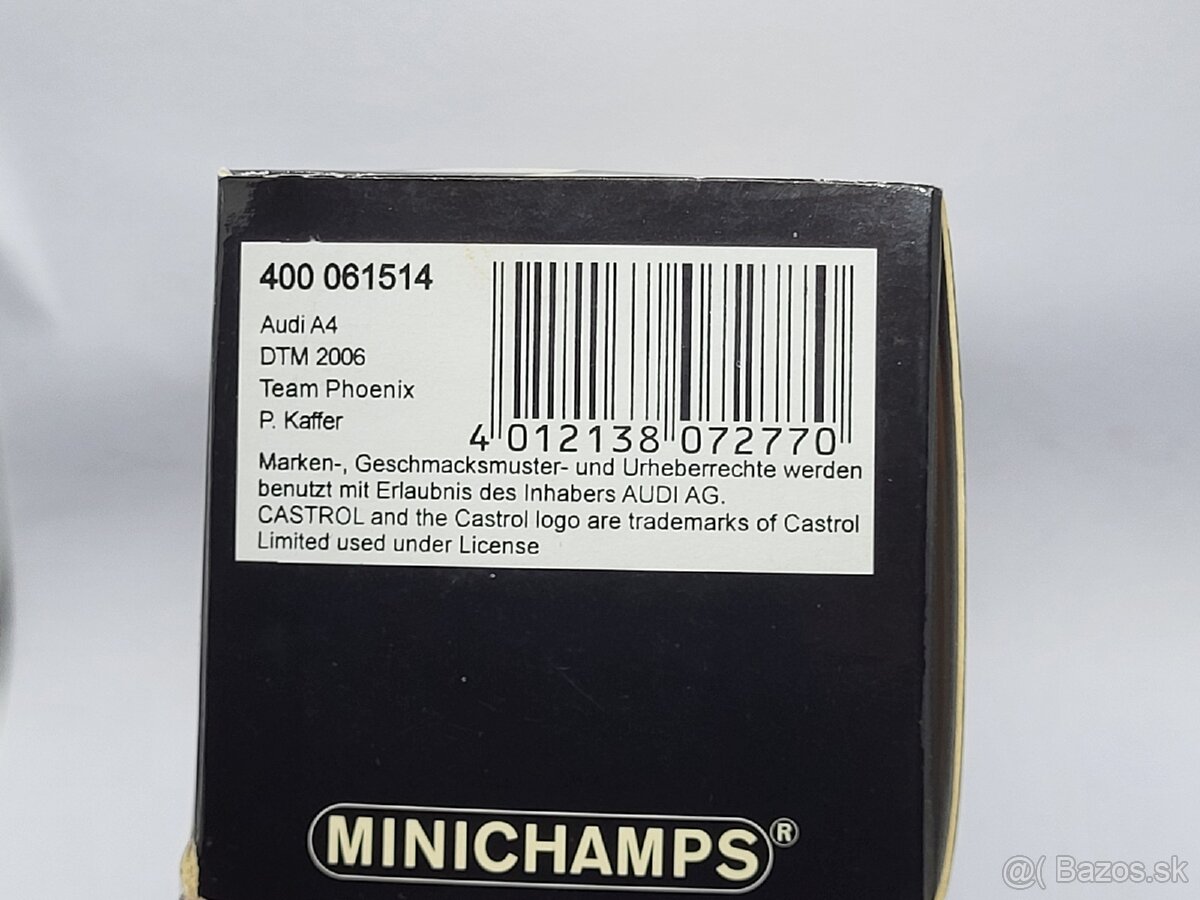 400 061514
Audi A4
DTM 2006
Team Phoenix
P. Kaffer
4 012138 072770
Marken-, Geschmacksmuster- und Urheberrechte werden
benutzt mit Erlaubnis des Inhabers AUDI AG.
CASTROL and the Castrol logo are trademarks of Castrol
Limited used under License
MINICHAMPS®
@( Bazos.sk